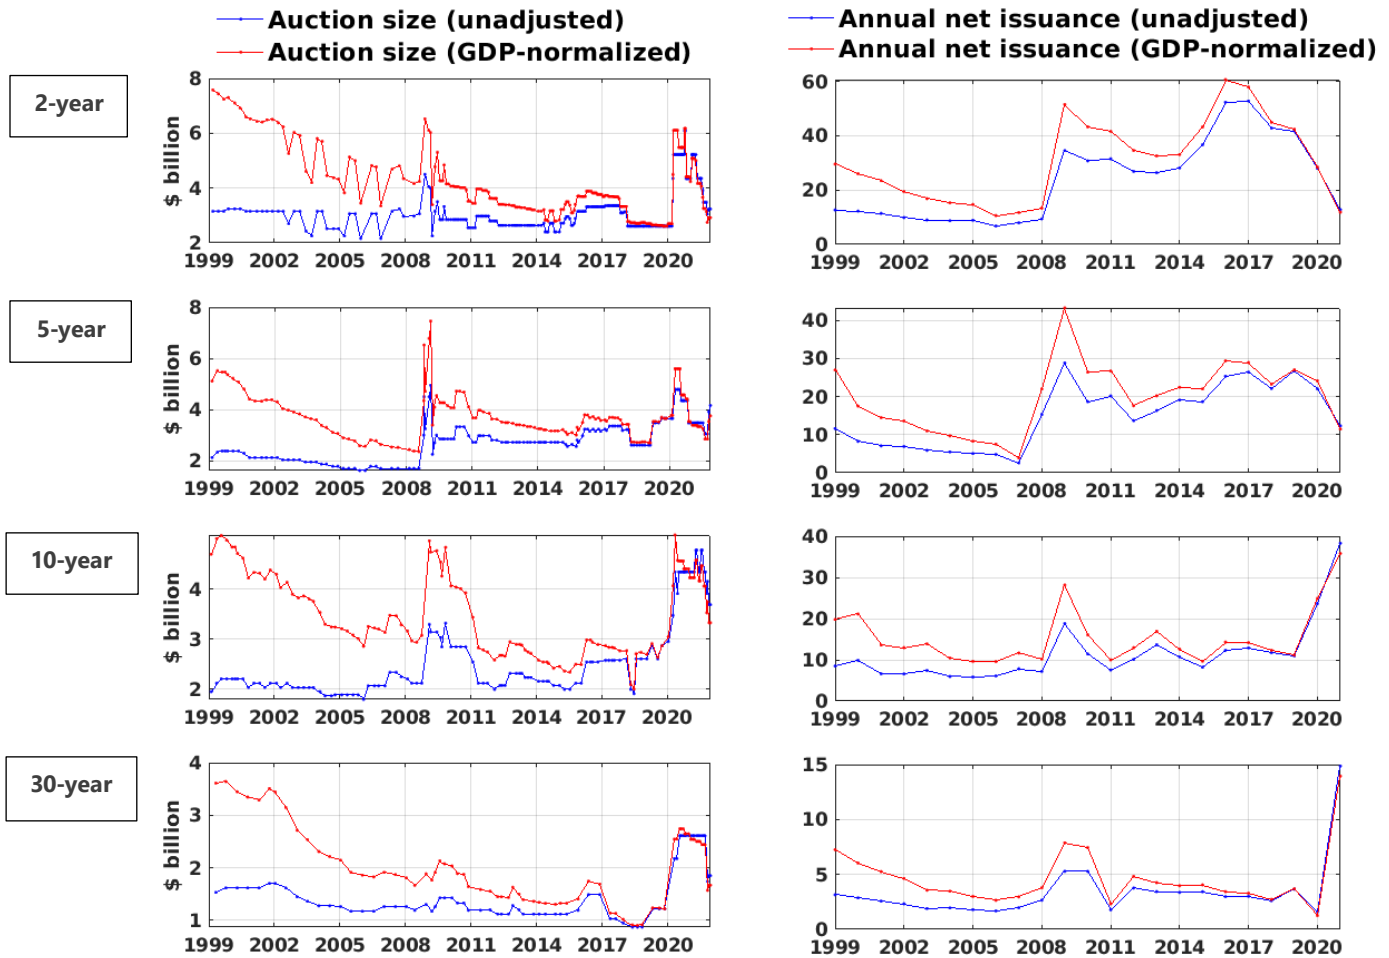 Auction size (unadjusted)
Auction size (GDP-normalized)
Annual net issuance (unadjusted)
Annual net issuance (GDP-normalized)
2-year
$ billion
8
6
4
2
1999 2002 2005 2008 2011 2014 2017 2020
60
40
20
0
1999 2002 2005 2008 2011 2014 2017 2020
5-year
$ billion
8
6
4
2
1999 2002 2005 2008 2011 2014 2017 2020
40
30
20
10
0
1999 2002 2005 2008 2011 2014 2017 2020
10-year
$ billion
4
3
2
1999 2002 2005 2008 2011 2014 2017 2020
40
30
20
10
0
1999 2002 2005 2008 2011 2014 2017 2020
30-year
$ billion
4
3
2
1
1999 2002 2005 2008 2011 2014 2017 2020
15
10
5
0
1999 2002 2005 2008 2011 2014 2017 2020